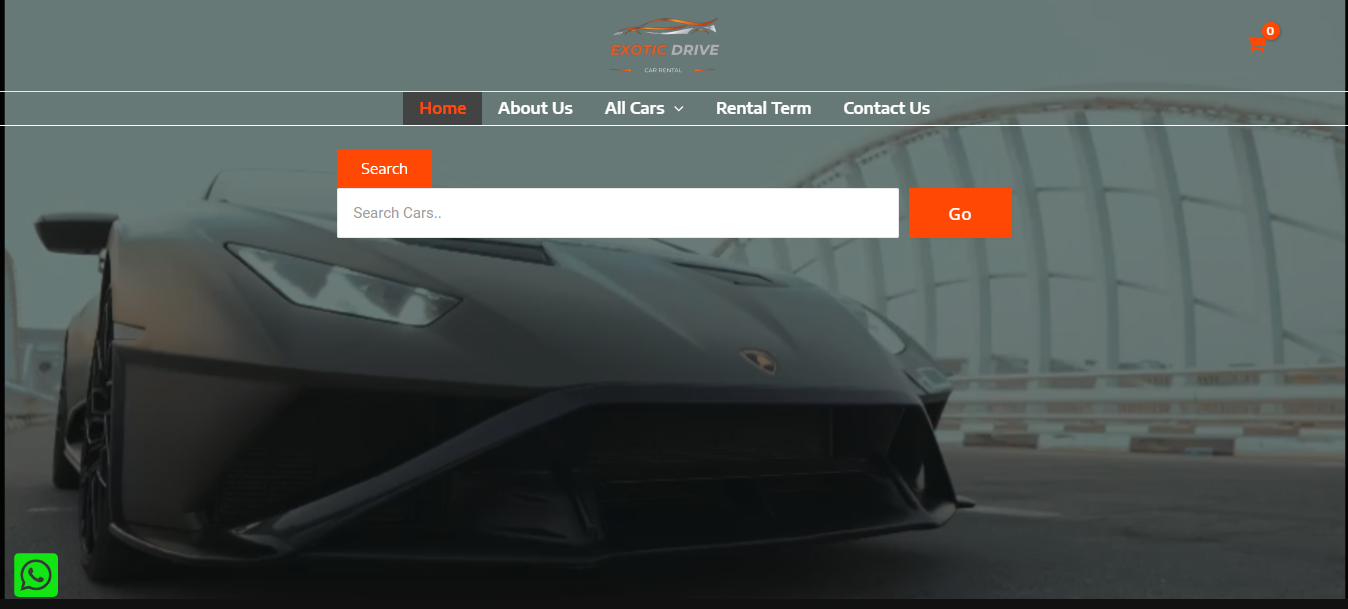 EXOTIC DRIVE
CAR RENTAL
0
Home About Us All Cars Rental Term Contact Us
Search
Search Cars..
Go